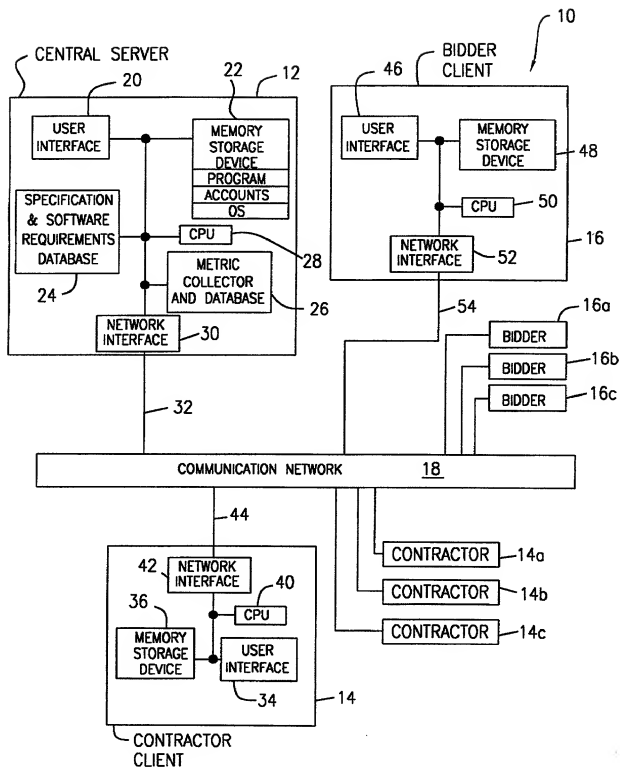 CENTRAL SERVER
20
22
12
USER
INTERFACE
MEMORY
STORAGE
DEVICE
PROGRAM
ACCOUNTS
OS
SPECIFICATION
& SOFTWARE
REQUIREMENTS
DATABASE
24
CPU
28
METRIC
COLLECTOR
AND DATABASE
26
NETWORK
INTERFACE
30
32
BIDDER
CLIENT
10
46
USER
INTERFACE
MEMORY
STORAGE
DEVICE
48
CPU
50
NETWORK
INTERFACE
52
16
54
BIDDER
16a
BIDDER
16b
BIDDER
16c
COMMUNICATION NETWORK
18
44
42
NETWORK
INTERFACE
40
CPU
36
MEMORY
STORAGE
DEVICE
USER
INTERFACE
34
14
CONTRACTOR
CLIENT
CONTRACTOR
14a
CONTRACTOR
14b
CONTRACTOR
14c